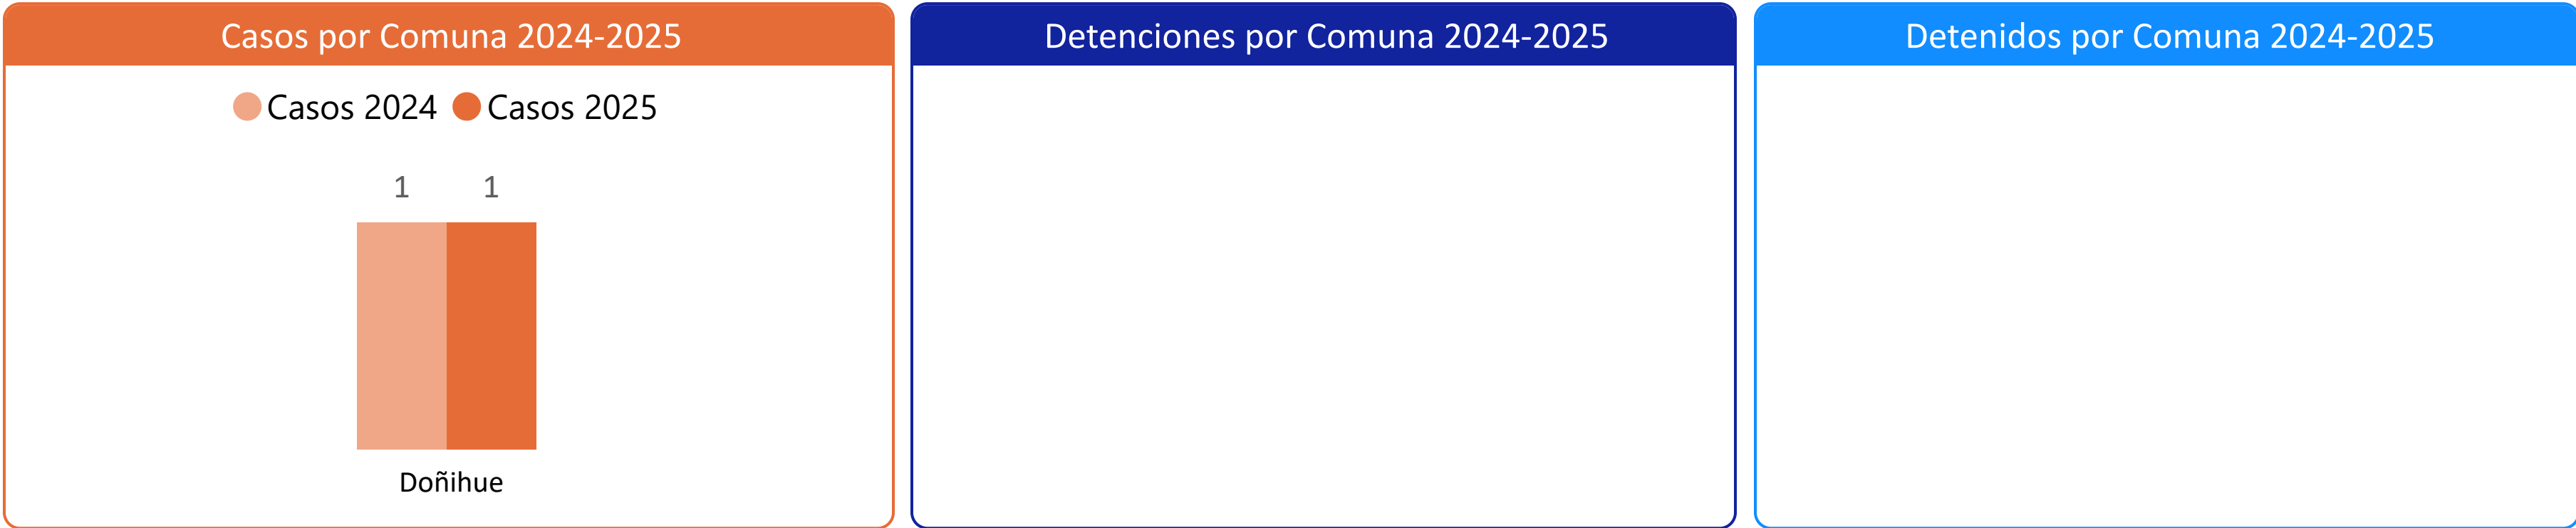 Casos por Comuna 2024-2025
Casos 2024 Casos 2025
1 1
Doñihue
Detenciones por Comuna 2024-2025
Detenidos por Comuna 2024-2025